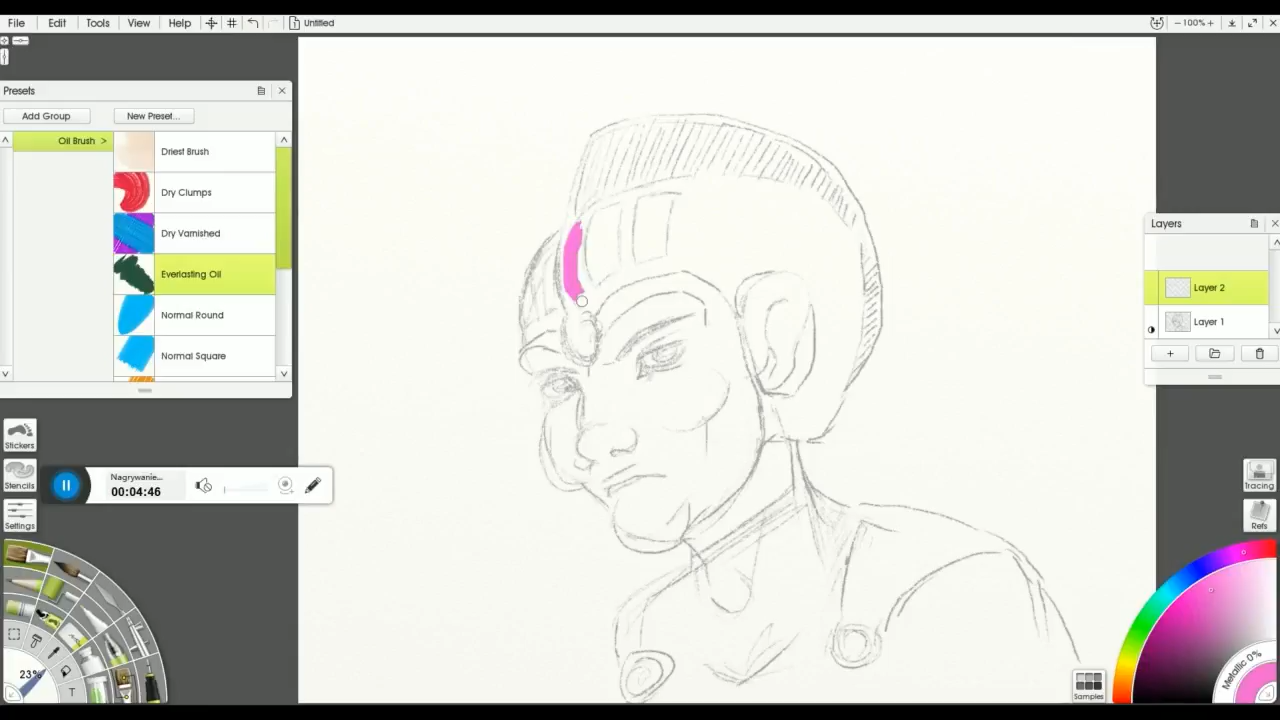 File Edit Tools View Help Untitled - 100% +
Presets
Add Group New Preset...
Oil Brush >
Driest Brush
Dry Clumps
Dry Varnished
Everlasting Oil
Normal Round
Normal Square
Layers
Layer 2
Layer 1
Stickers
Stencils
Settings
Nagrywanie...
00:04:46
Tracing
Refs
23%
T
Metallic 0%
Samples